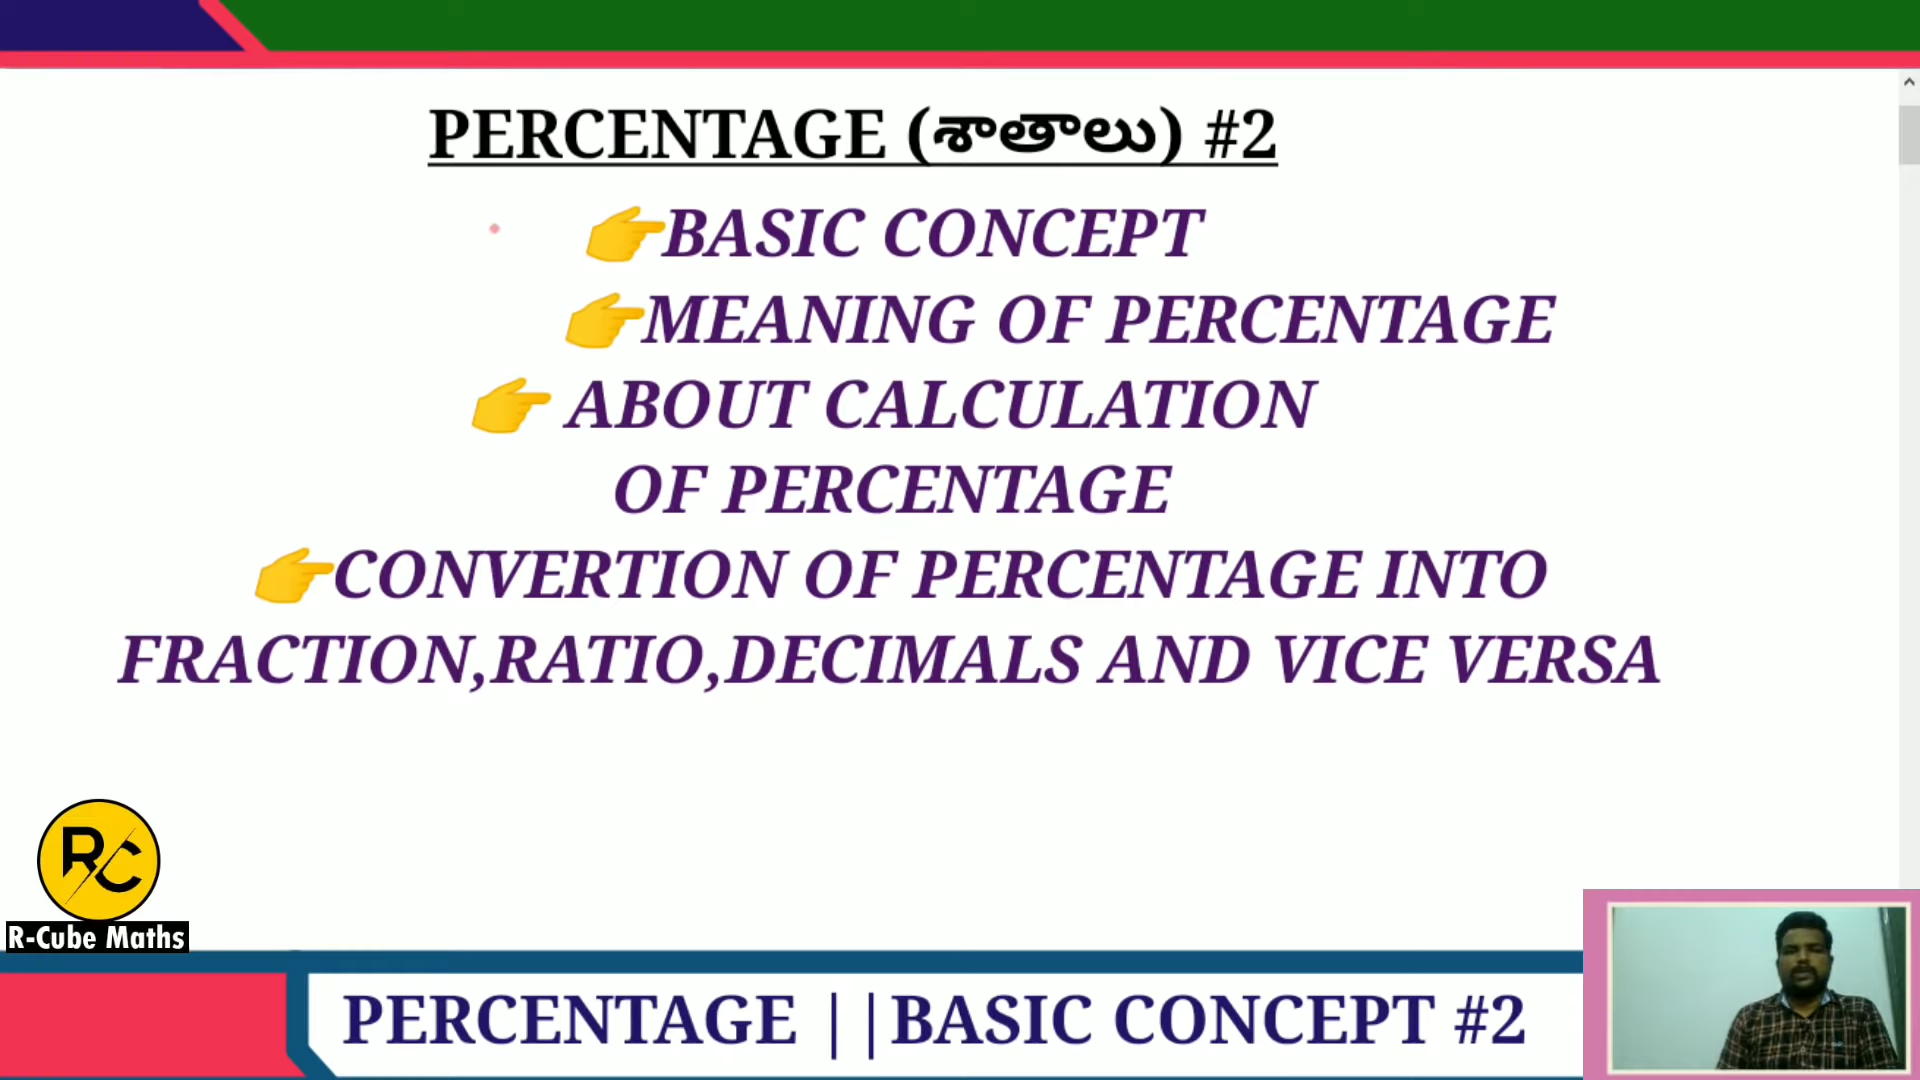 PERCENTAGE (శాతాలు) #2
👉BASIC CONCEPT
👉MEANING OF PERCENTAGE
👉 ABOUT CALCULATION
OF PERCENTAGE
👉CONVERTION OF PERCENTAGE INTO
FRACTION,RATIO,DECIMALS AND VICE VERSA
RC
R-Cube Maths
PERCENTAGE ||BASIC CONCEPT #2